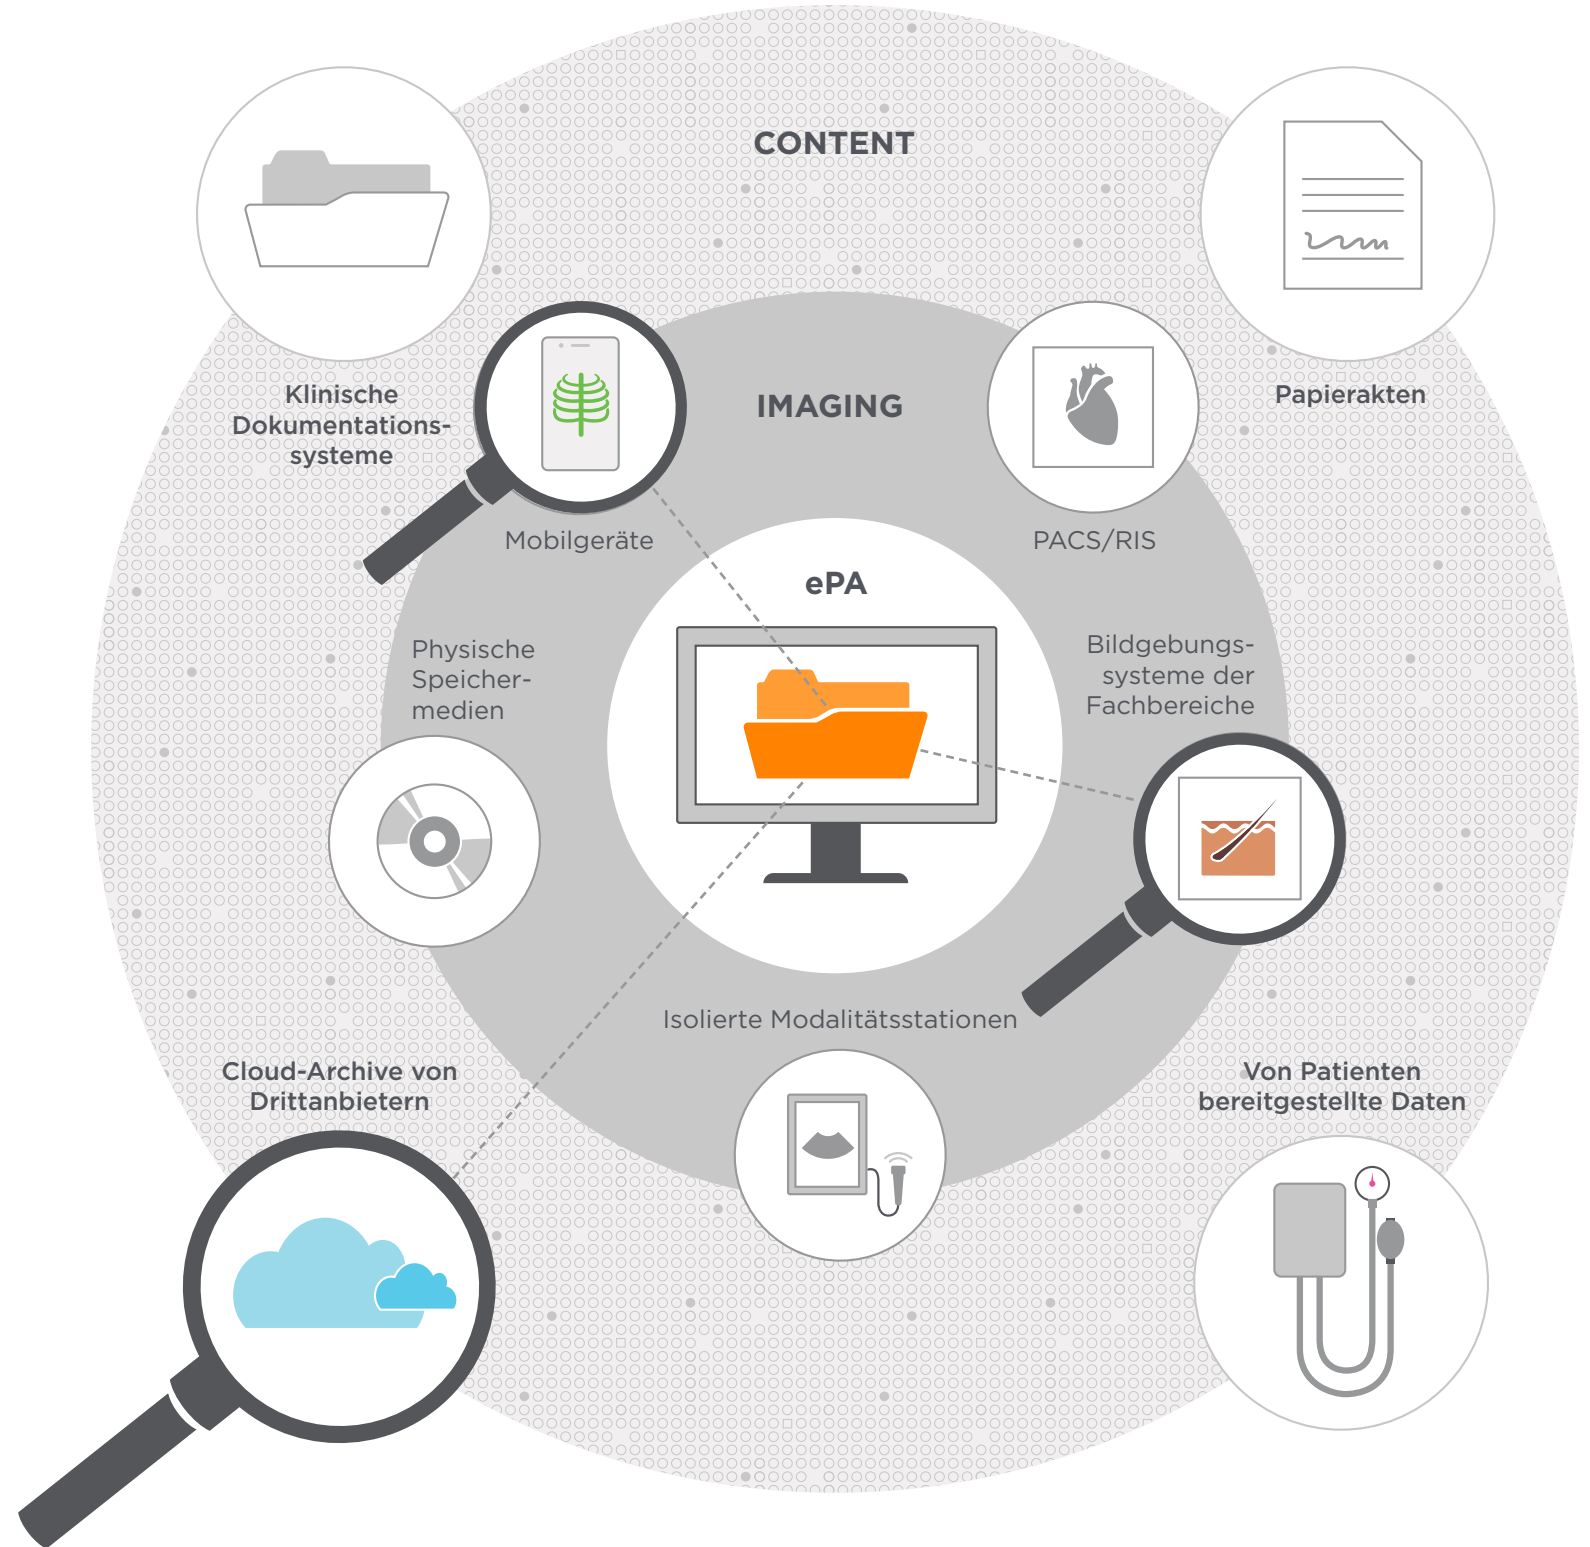 CONTENT
Klinische
Dokumentations-
systeme
Papierakten
IMAGING
Mobilgeräte
PACS/RIS
ePA
Physische
Speicher-
medien
Bildgebungs-
systeme der
Fachbereiche
Isolierte Modalitätsstationen
Cloud-Archive von
Drittanbietern
Von Patienten
bereitgestellte Daten